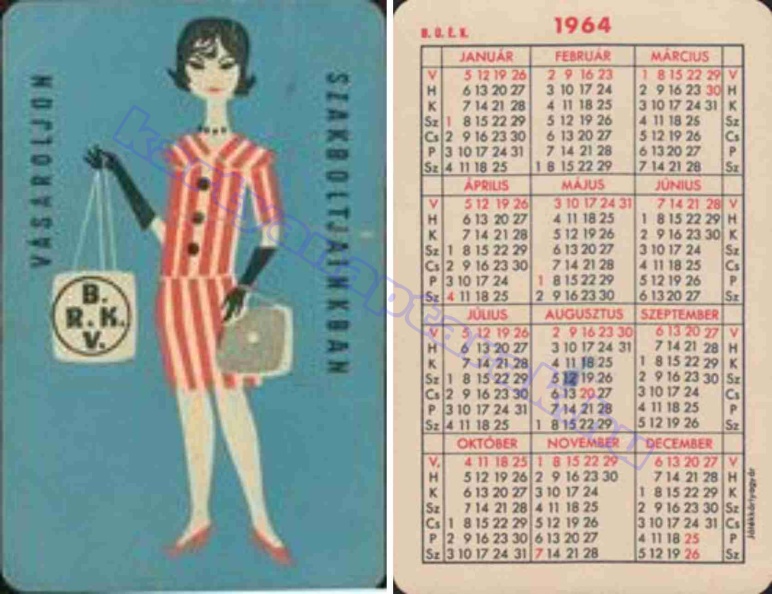 VÁSÁROLJON
SZAKBOLTJAINKBAN
B.
R. K.
V.
B. U. É. K.
1964
JANUÁR FEBRUÁR MÁRCIUS
V 5 12 19 26 2 9 16 23 1 8 15 22 29 V
H 6 13 20 27 3 10 17 24 2 9 16 23 30 H
K 7 14 21 28 4 11 18 25 3 10 17 24 31 K
Sz 1 8 15 22 29 5 12 19 26 4 11 18 25 Sz
Cs 2 9 16 23 30 6 13 20 27 5 12 19 26 Cs
P 3 10 17 24 31 7 14 21 28 6 13 20 27 P
Sz 4 11 18 25 1 8 15 22 29 7 14 21 28 Sz
ÁPRILIS MÁJUS JÚNIUS
V 5 12 19 26 3 10 17 24 31 7 14 21 28 V
H 6 13 20 27 4 11 18 25 1 8 15 22 29 H
K 7 14 21 28 5 12 19 26 2 9 16 23 30 K
Sz 1 8 15 22 29 6 13 20 27 3 10 17 24 Sz
Cs 2 9 16 23 30 7 14 21 28 4 11 18 25 Cs
P 3 10 17 24 1 8 15 22 29 5 12 19 26 P
Sz 4 11 18 25 2 9 16 23 30 6 13 20 27 Sz
JÚLIUS AUGUSZTUS SZEPTEMBER
V 5 12 19 26 2 9 16 23 30 6 13 20 27 V
H 6 13 20 27 3 10 17 24 31 7 14 21 28 H
K 7 14 21 28 4 11 18 25 1 8 15 22 29 K
Sz 1 8 15 22 29 5 12 19 26 2 9 16 23 30 Sz
Cs 2 9 16 23 30 6 13 20 27 3 10 17 24 Cs
P 3 10 17 24 31 7 14 21 28 4 11 18 25 P
Sz 4 11 18 25 1 8 15 22 29 5 12 19 26 Sz
OKTÓBER NOVEMBER DECEMBER
V. 4 11 18 25 1 8 15 22 29 6 13 20 27 V
H 5 12 19 26 2 9 16 23 30 7 14 21 28 H
K 6 13 20 27 3 10 17 24 1 8 15 22 29 K
Sz 7 14 21 28 4 11 18 25 2 9 16 23 30 Sz
Cs 1 8 15 22 29 5 12 19 26 3 10 17 24 31 Cs
P 2 9 16 23 30 6 13 20 27 4 11 18 25 P
Sz 3 10 17 24 31 7 14 21 28 5 12 19 26 Sz
Játékkártyagyár